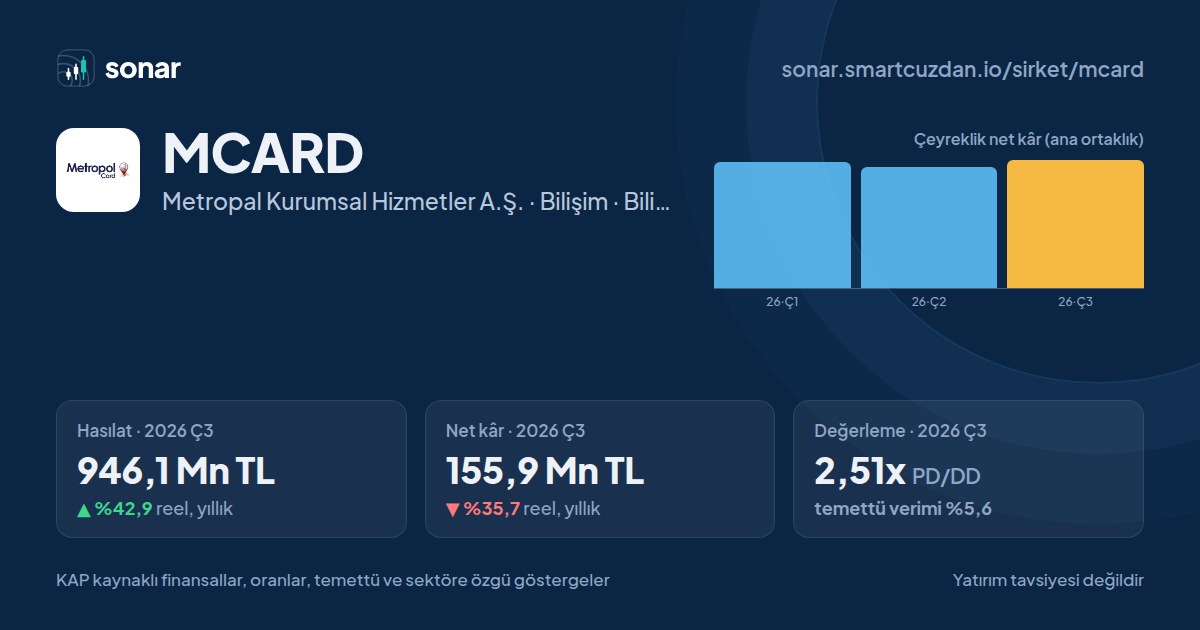 sonar
sonar.smartcuzdan.io/sirket/mcard
Metropol
Card
MCARD
Metropal Kurumsal Hizmetler A.Ş. · Bilişim · Bili...
Çeyreklik net kâr (ana ortaklık)
26·Ç1 26·Ç2 26·Ç3
Hasılat · 2026 Ç3
946,1 Mn TL
▲ %42,9 reel, yıllık
Net kâr · 2026 Ç3
155,9 Mn TL
▼ %35,7 reel, yıllık
Değerleme · 2026 Ç3
2,51x PD/DD
temettü verimi %5,6
KAP kaynaklı finansallar, oranlar, temettü ve sektöre özgü göstergeler
Yatırım tavsiyesi değildir